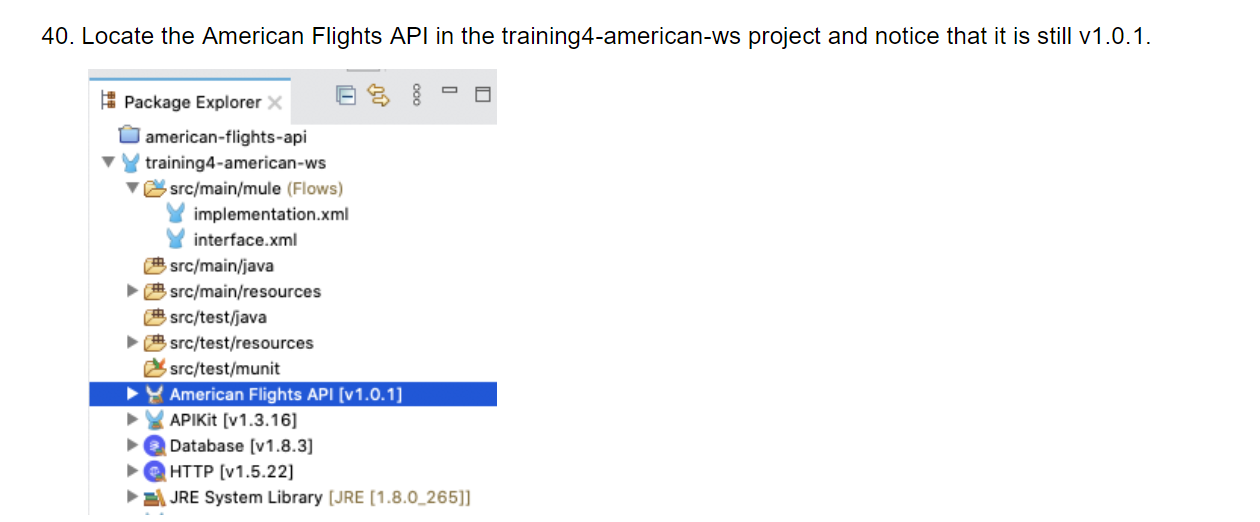 40. Locate the American Flights API in the training4-american-ws project and notice that it is still v1.0.1.
Package Explorer
american-flights-api
training4-american-ws
src/main/mule (Flows)
implementation.xml
interface.xml
src/main/java
src/main/resources
src/test/java
src/test/resources
src/test/munit
American Flights API [v1.0.1]
APIKit [v1.3.16]
Database [v1.8.3]
HTTP [v1.5.22]
JRE System Library [JRE [1.8.0_265]]